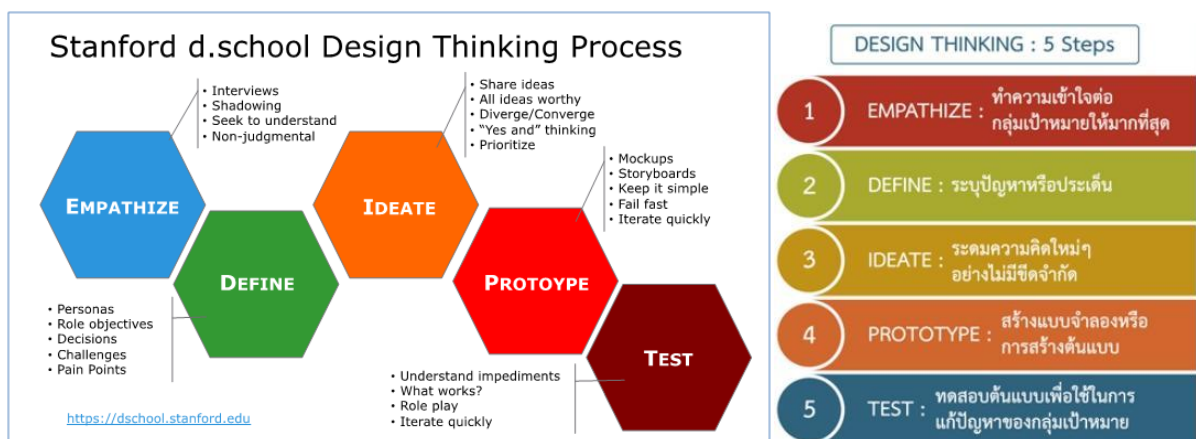 Stanford d.school Design Thinking Process
• Interviews
• Shadowing
• Seek to understand
• Non-judgmental
• Share ideas
• All ideas worthy
• Diverge/Converge
• “Yes and” thinking
• Prioritize
• Mockups
• Storyboards
• Keep it simple
• Fail fast
• Iterate quickly
EMPATHIZE
IDEATE
DEFINE
PROTOYPE
TEST
• Personas
• Role objectives
• Decisions
• Challenges
• Pain Points
• Understand impediments
• What works?
• Role play
• Iterate quickly
https://dschool.stanford.edu
DESIGN THINKING : 5 Steps
1 EMPATHIZE : ทำความเข้าใจต่อ
กลุ่มเป้าหมายให้มากที่สุด
2 DEFINE : ระบุปัญหาหรือประเด็น
3 IDEATE : ระดมความคิดใหม่ๆ
อย่างไม่มีขีดจำกัด
4 PROTOTYPE : สร้างแบบจำลองหรือ
การสร้างต้นแบบ
5 TEST : ทดสอบต้นแบบเพื่อใช้ในการ
แก้ปัญหาของกลุ่มเป้าหมาย